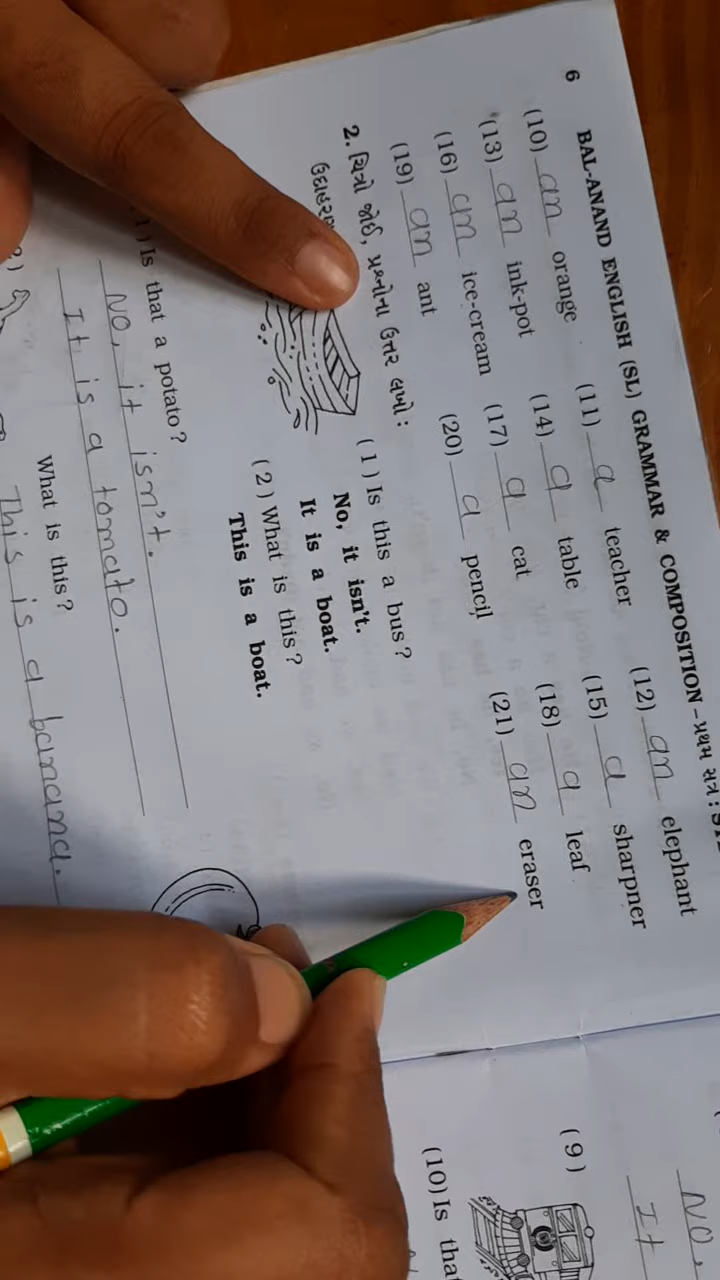 6 BAL-ANAND ENGLISH (SL) GRAMMAR & COMPOSITION – પ્રથમ સત્ર :
(10) an orange (11) a teacher (12) an elephant
(13) an ink-pot (14) a table (15) a sharpner
(16) an ice-cream (17) a cat (18) a leaf
(19) an ant (20) a pencil (21) an eraser
2. ચિત્રો જોઈ, પ્રશ્નોના ઉત્તર લખો :
(1) Is this a bus?
No, it isn't.
It is a boat.
(2) What is this?
This is a boat.
1) Is that a potato?
No, it isn't.
It is a tomato.
What is this?
This is a banana.
No,
It
(9)
(10) Is